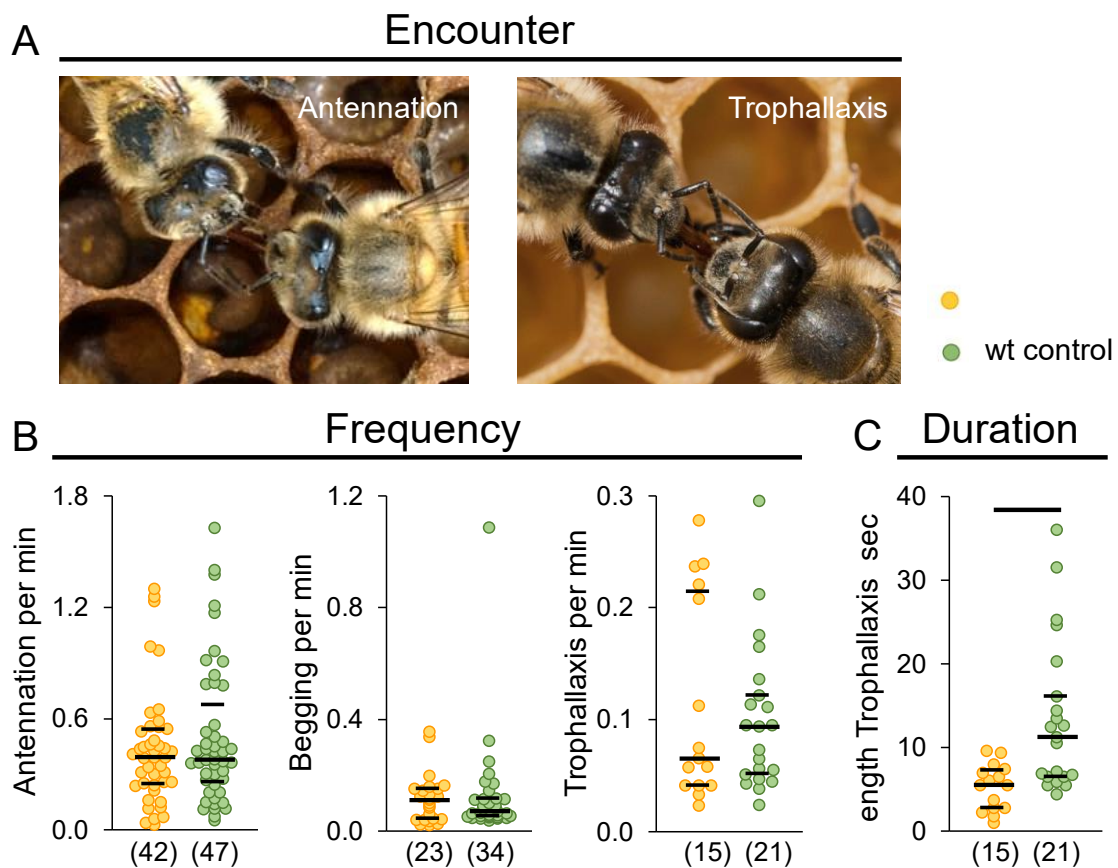 A
Encounter
Antennation
Trophallaxis
wt control
B
Frequency
C
Duration
Antennation per min
1.8
1.2
0.6
0.0
(42)
(47)
Begging per min
1.2
0.8
0.4
0.0
(23)
(34)
Trophallaxis per min
0.3
0.2
0.1
0.0
(15)
(21)
ength Trophallaxis sec
40
30
20
10
0
(15)
(21)